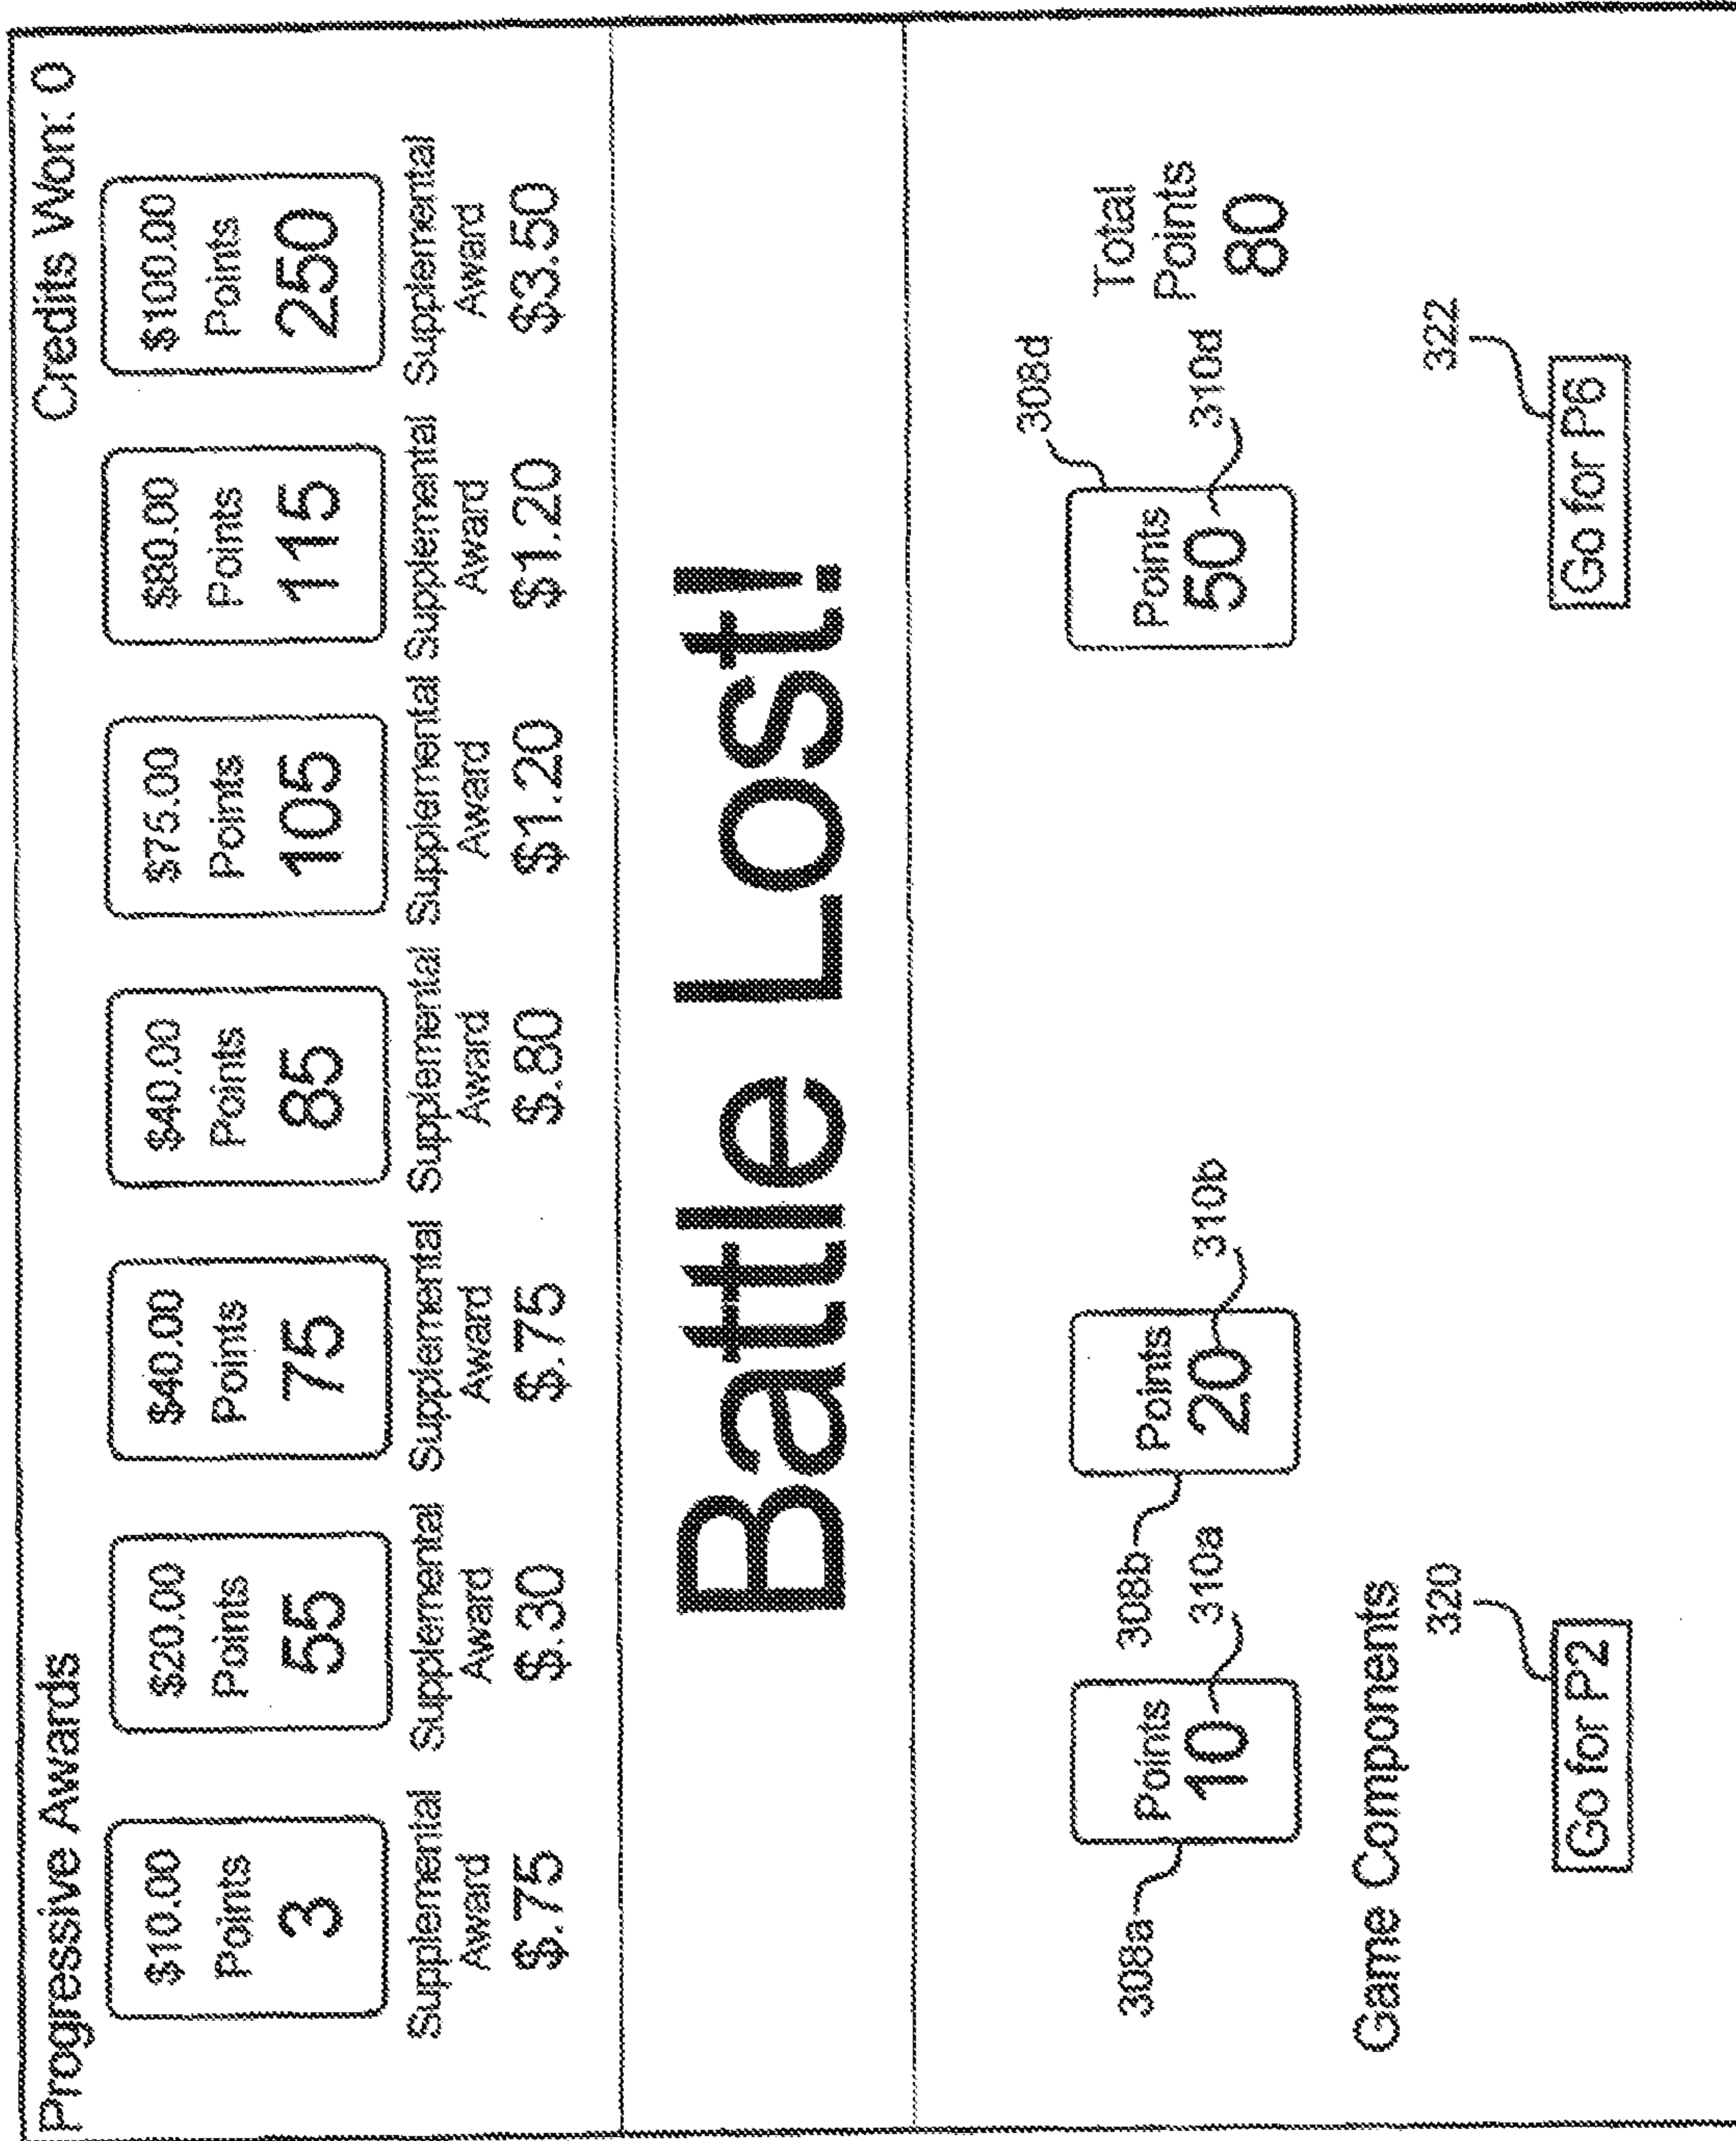 Progressive Awards Credits Won: 0
$10.00 $20.00 $40.00 $40.00 $75.00 $80.00 $100.00
Points Points Points Points Points Points Points
3 55 75 85 105 115 250
Supplemental Supplemental Supplemental Supplemental Supplemental Supplemental Supplemental
Award Award Award Award Award Award Award
$.75 $.30 $.75 $.80 $1.20 $1.20 $3.50
Battle Lost!
308d
Total
308a 308b
Points Points Points Points
10 20 50 80
310a 310b 310d
Game Components
320 322
Go for P2 Go for P6